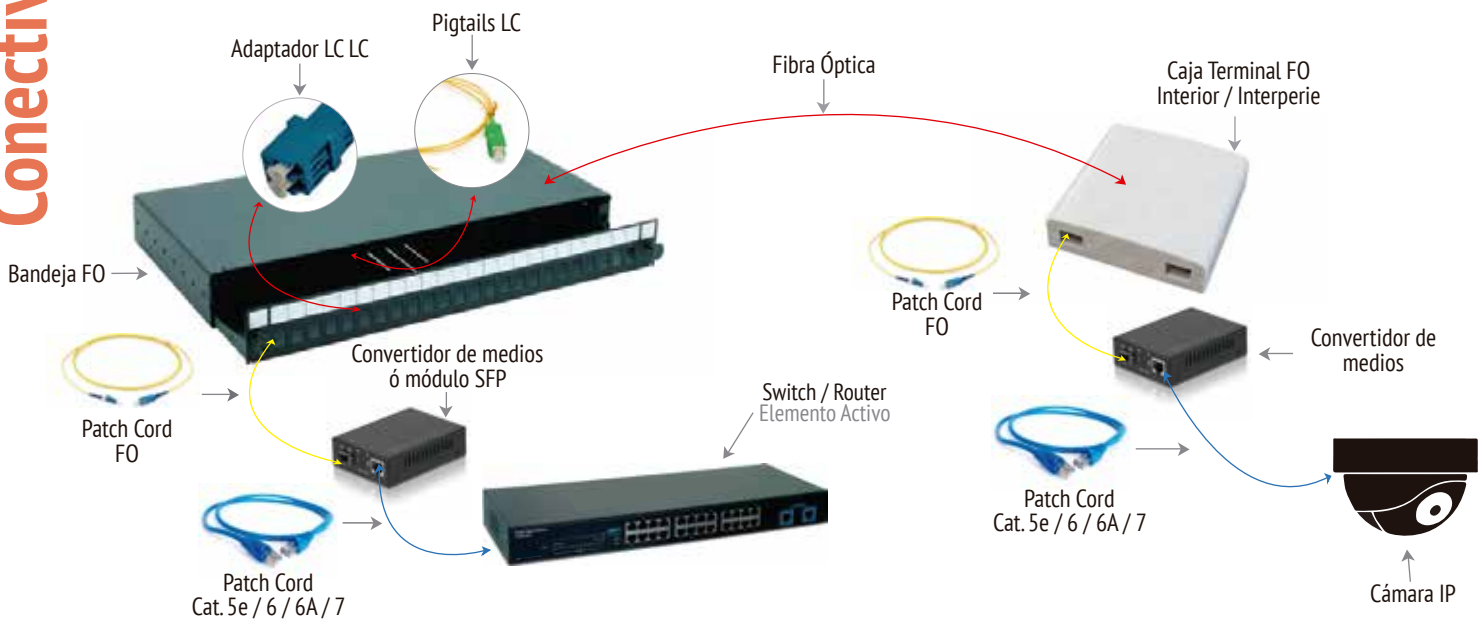 Conectiv
Pigtails LC
Adaptador LC LC
Fibra Óptica
Caja Terminal FO
Interior / Interperie
Bandeja FO
Patch Cord
FO
Convertidor de medios
ó módulo SFP
Switch / Router
Elemento Activo
Patch Cord
FO
Convertidor de
medios
Patch Cord
Cat. 5e / 6 / 6A / 7
Patch Cord
Cat. 5e / 6 / 6A / 7
Cámara IP